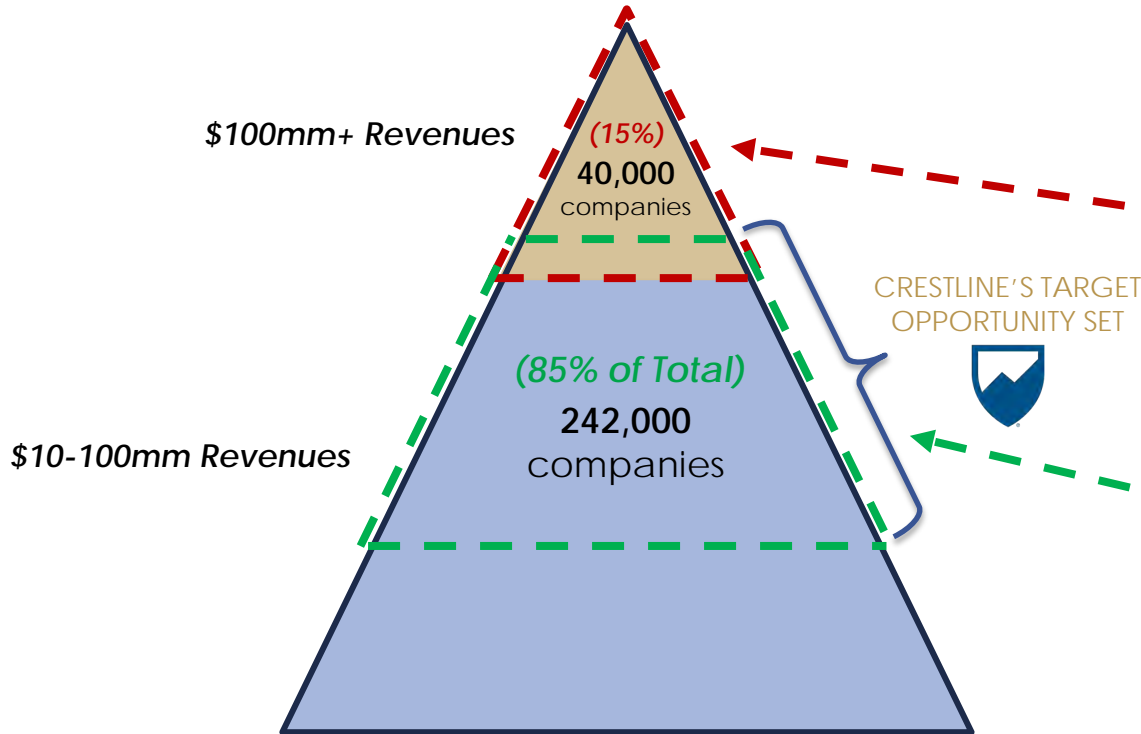 $100mm+ Revenues
(15%)
40,000
companies
CRESTLINE'S TARGET
OPPORTUNITY SET
(85% of Total)
242,000
companies
$10-100mm Revenues